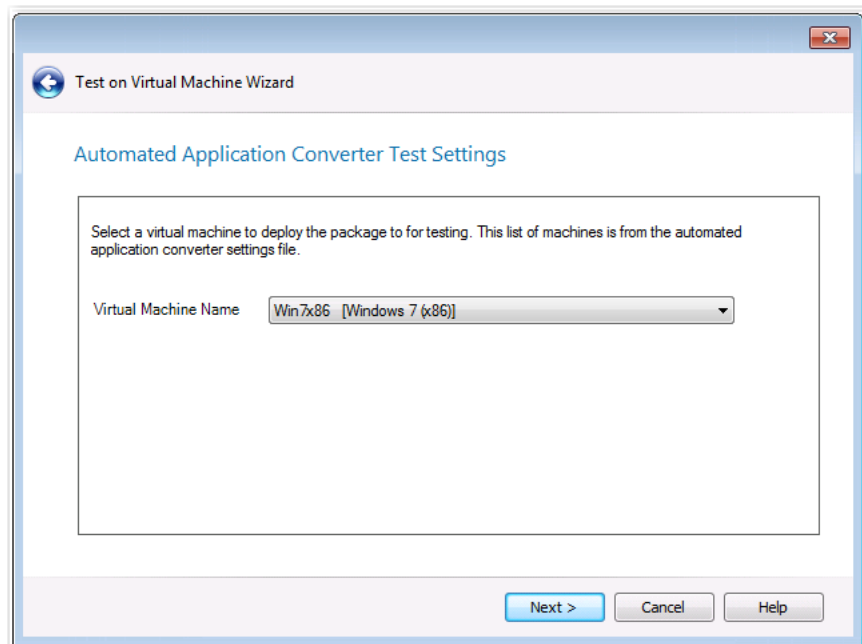 Test on Virtual Machine Wizard
Automated Application Converter Test Settings
Select a virtual machine to deploy the package to for testing. This list of machines is from the automated
application converter settings file.
Virtual Machine Name Win7x86 [Windows 7 (x86)]
Next > Cancel Help